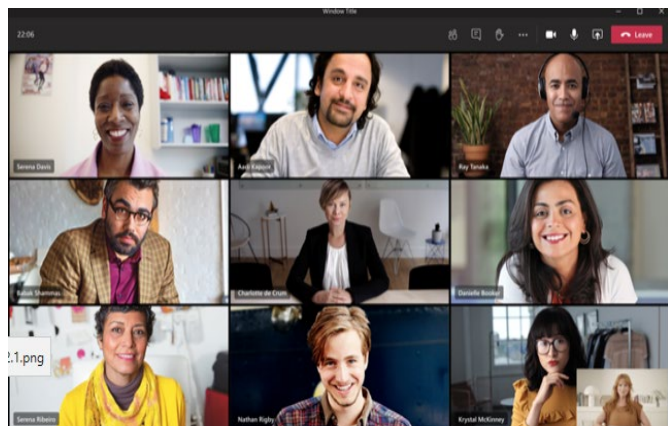 Window Title
22:06
Leave
Serena Davis
Aadi Kapoor
Ray Tanaka
Babak Shammas
Charlotte de Crum
Danielle Booker
2.1.png
Serena Ribeiro
Nathan Rigby
Krystal McKinney